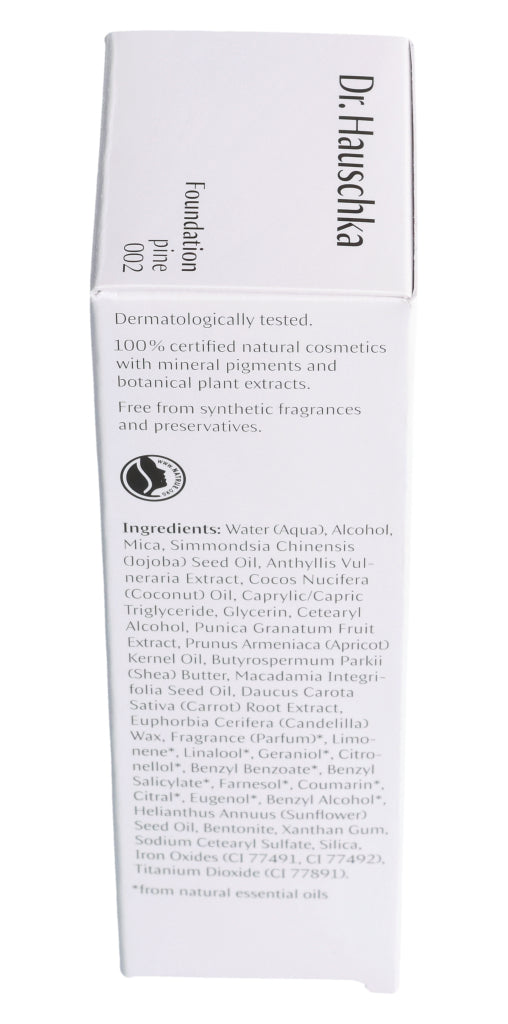 Dr. Hauschka
Foundation
pine
002
Dermatologically tested.
100% certified natural cosmetics
with mineral pigments and
botanical plant extracts.
Free from synthetic fragrances
and preservatives.
WWW.NATRUE.ORG
Ingredients: Water (Aqua), Alcohol,
Mica, Simmondsia Chinensis
(Jojoba) Seed Oil, Anthyllis Vul-
neraria Extract, Cocos Nucifera
(Coconut) Oil, Caprylic/Capric
Triglyceride, Glycerin, Cetearyl
Alcohol, Punica Granatum Fruit
Extract, Prunus Armeniaca (Apricot)
Kernel Oil, Butyrospermum Parkii
(Shea) Butter, Macadamia Integri-
folia Seed Oil, Daucus Carota
Sativa (Carrot) Root Extract,
Euphorbia Cerifera (Candelilla)
Wax, Fragrance (Parfum)*, Limo-
nene*, Linalool*, Geraniol*, Citro-
nellol*, Benzyl Benzoate*, Benzyl
Salicylate*, Farnesol*, Coumarin*,
Citral*, Eugenol*, Benzyl Alcohol*,
Helianthus Annuus (Sunflower)
Seed Oil, Bentonite, Xanthan Gum,
Sodium Cetearyl Sulfate, Silica,
Iron Oxides (CI 77491, CI 77492),
Titanium Dioxide (CI 77891).
*from natural essential oils